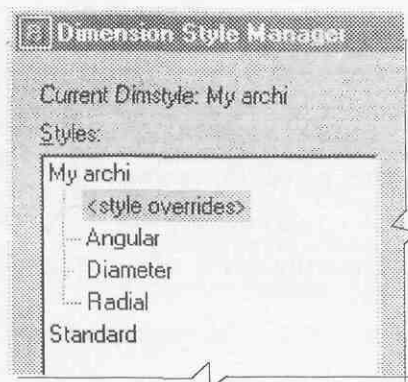 Dimension Style Manager
Current Dimstyle: My archi
Styles:
My archi
<style overrides>
Angular
Diameter
Radial
Standard